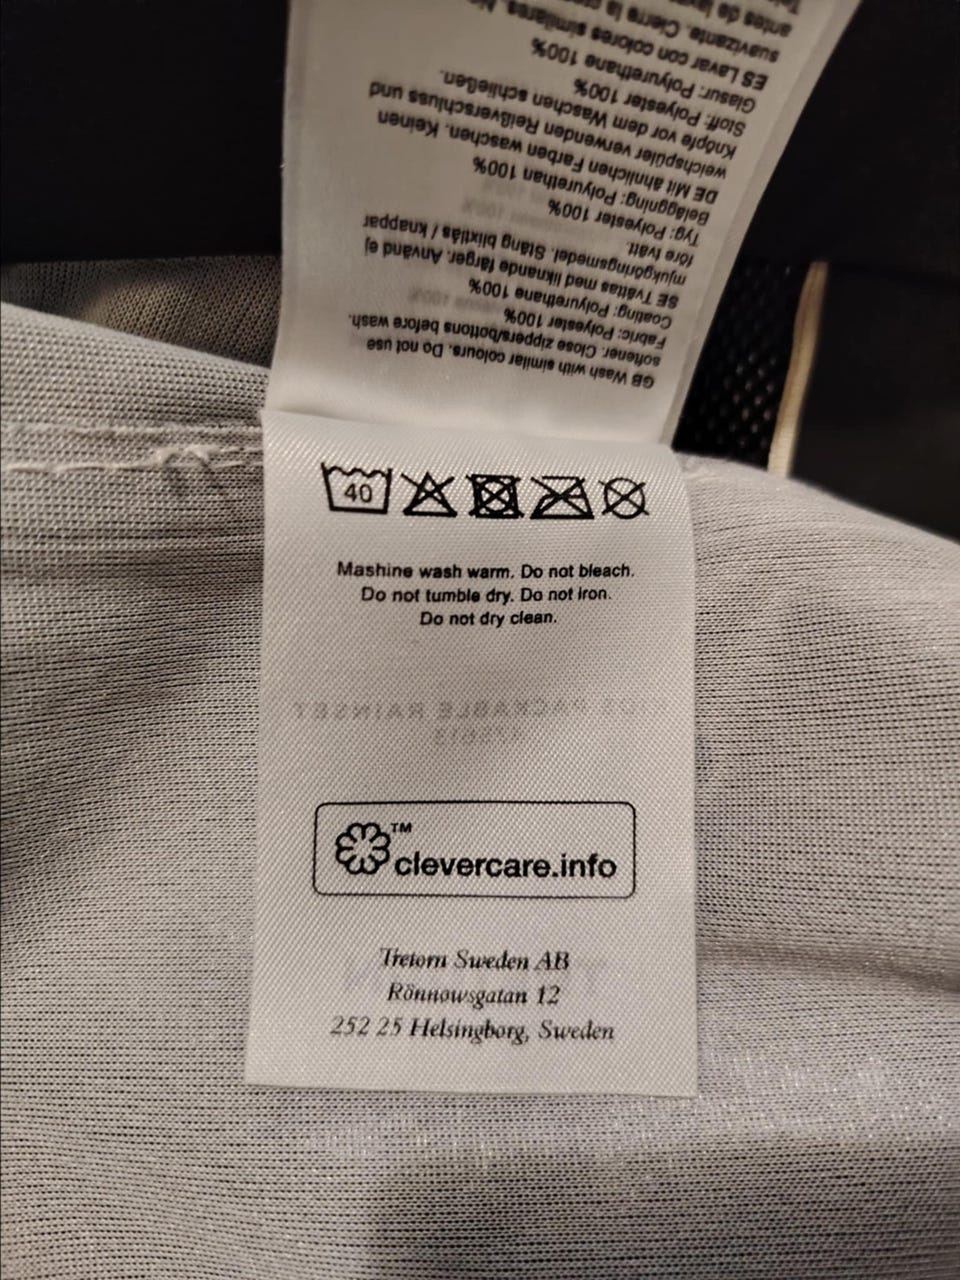 GB Wash with similar colours. Do not use
softener. Close zippers/bottons before wash.
Fabric: Polyester 100%
Coating: Polyurethane 100%
SE Tvättas med liknande färger. Använd ej
mjukgöringsmedel. Stäng blixtlås / knappar
före tvätt.
Tyg: Polyester 100%
Beläggning: Polyurethan 100%
DE Mit ähnlichen Farben waschen. Keinen
weichspüler verwenden Reißverschluss und
Knöpfe vor dem Waschen schließen.
Stoff: Polyester 100%
Glasur: Polyurethane 100%
ES Lavar con colores similares.
suavizante. Cierre la
antes de
40
Mashine wash warm. Do not bleach.
Do not tumble dry. Do not iron.
Do not dry clean.
PACKABLE RAINSET
TM
clevercare.info
Tretorn Sweden AB
Rönnowsgatan 12
252 25 Helsingborg, Sweden